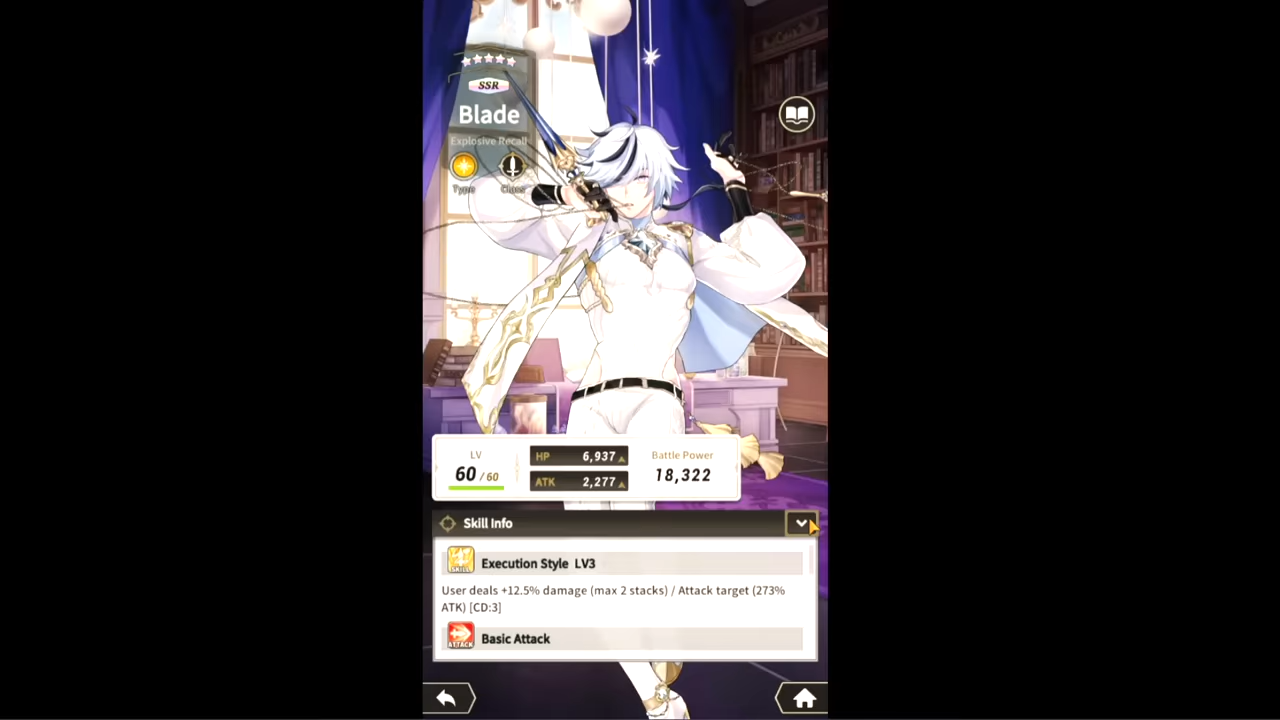 SSR
Blade
Explosive Recall
Type
Class
LV
60 / 60
HP 6,937
ATK 2,277
Battle Power
18,322
Skill Info
SKILL
Execution Style LV3
User deals +12.5% damage (max 2 stacks) / Attack target (273%
ATK) [CD:3]
ATTACK
Basic Attack